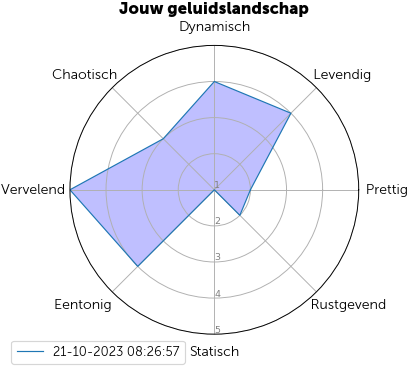 Jouw geluidslandschap
Dynamisch
Chaotisch
Levendig
Vervelend
1
Prettig
2
3
4
Eentonig
Rustgevend
5
21-10-2023 08:26:57
Statisch